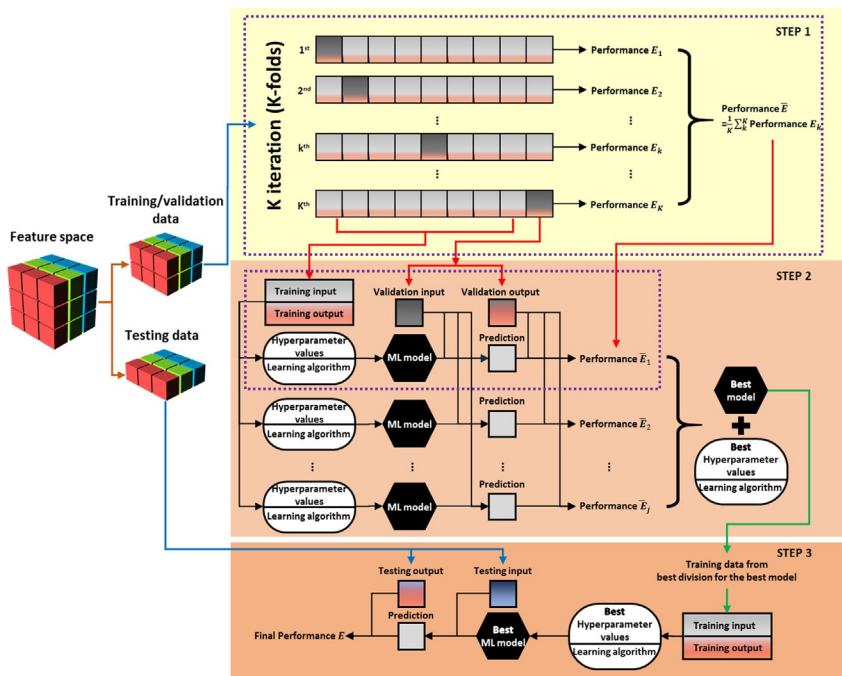 STEP 1
K iteration (K-folds)
1st
Performance E1
2nd
Performance E2
⋮
⋮
kth
Performance Ek
⋮
⋮
Kth
Performance EK
Performance E̅
=1/K ∑kK Performance Ek
Training/validation
data
Feature space
Testing data
STEP 2
Training input
Training output
Validation input
Validation output
Hyperparameter
values
Learning algorithm
ML model
Prediction
Performance E̅1
Hyperparameter
values
Learning algorithm
ML model
Prediction
Performance E̅2
⋮
⋮
⋮
⋮
Hyperparameter
values
Learning algorithm
ML model
Prediction
Performance E̅j
Best
model
+
Best
Hyperparameter
values
Learning algorithm
STEP 3
Training data from
best division for the best model
Training input
Training output
Best
Hyperparameter
values
Learning algorithm
Testing output
Testing input
Prediction
Best
ML model
Final Performance E